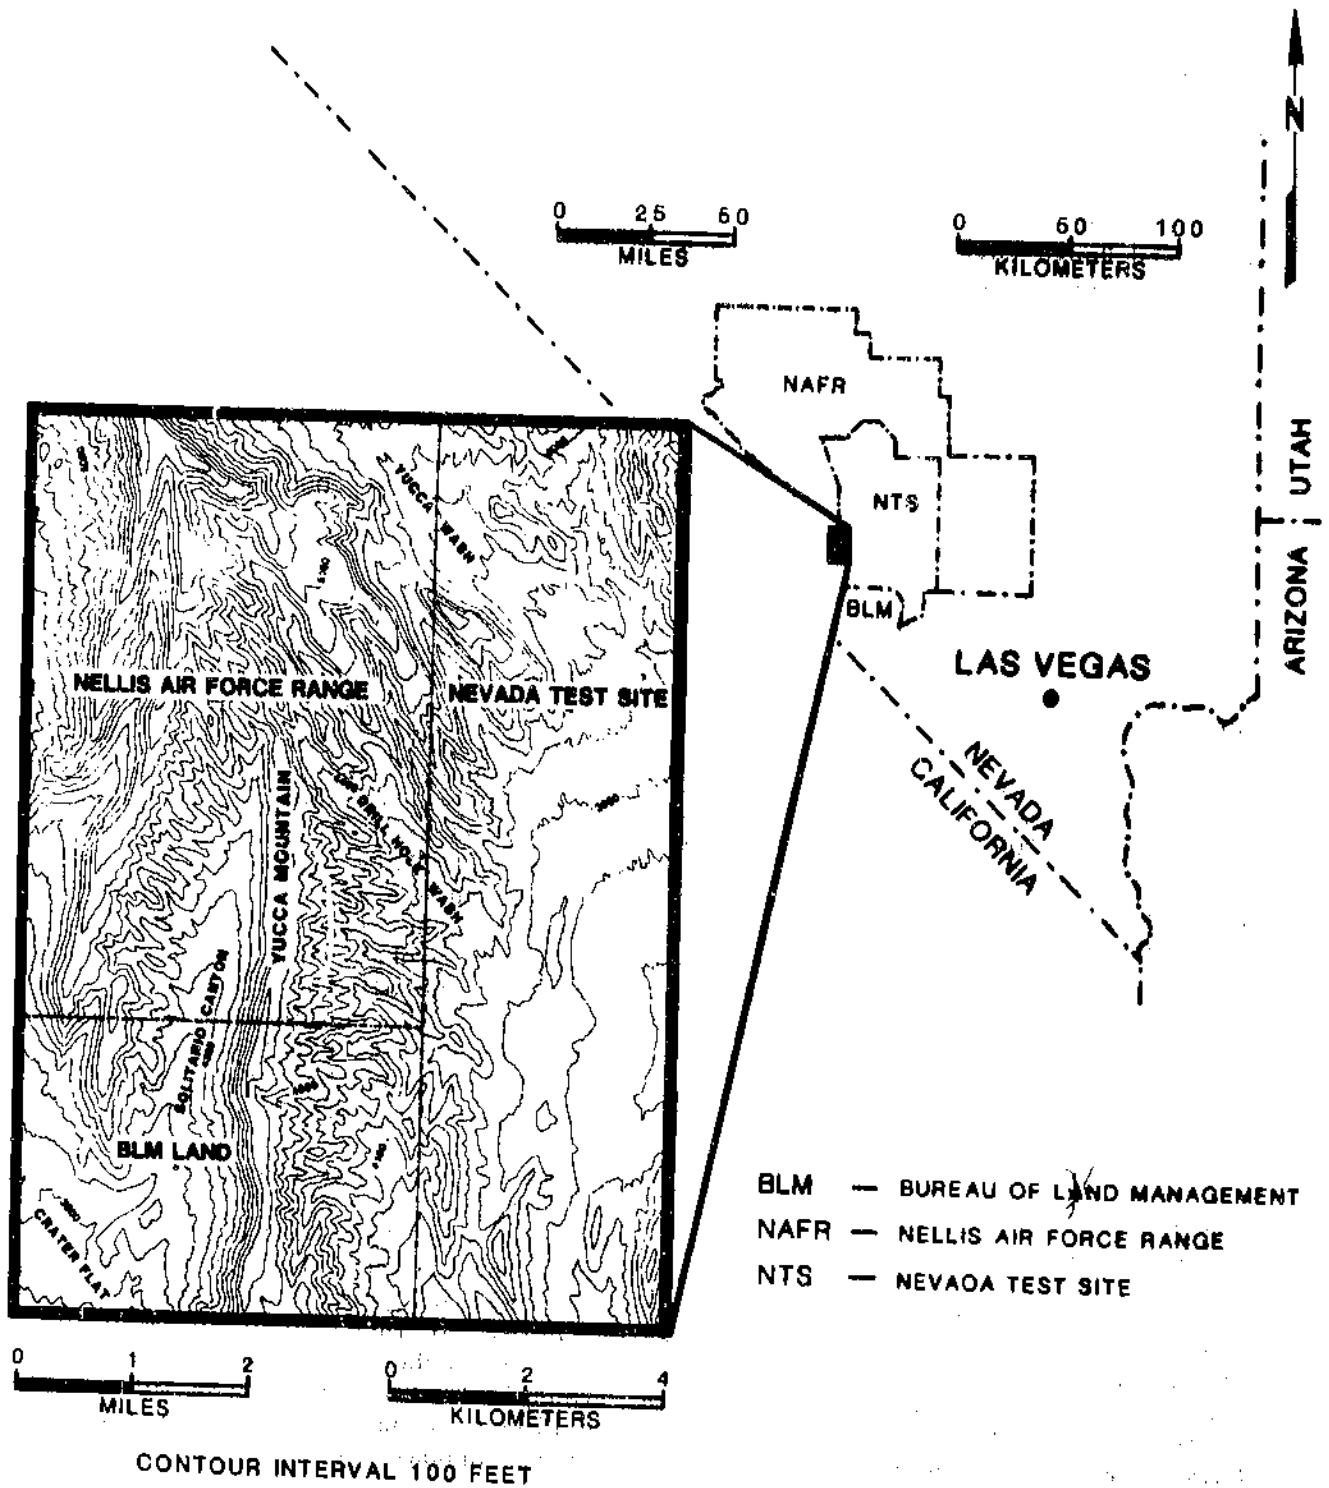 N
0 25 50
MILES
0 50 100
KILOMETERS
NAFR
NTS
BLM
UTAH
ARIZONA
LAS VEGAS
NEVADA
CALIFORNIA
YUCCA WASH
NELLIS AIR FORCE RANGE
NEVADA TEST SITE
YUCCA MOUNTAIN
DRILL HOLE WASH
SOLITARIO CANYON
BLM LAND
CRATER FLAT
BLM — BUREAU OF LAND MANAGEMENT
NAFR — NELLIS AIR FORCE RANGE
NTS — NEVADA TEST SITE
0 1 2
MILES
0 2 4
KILOMETERS
CONTOUR INTERVAL 100 FEET